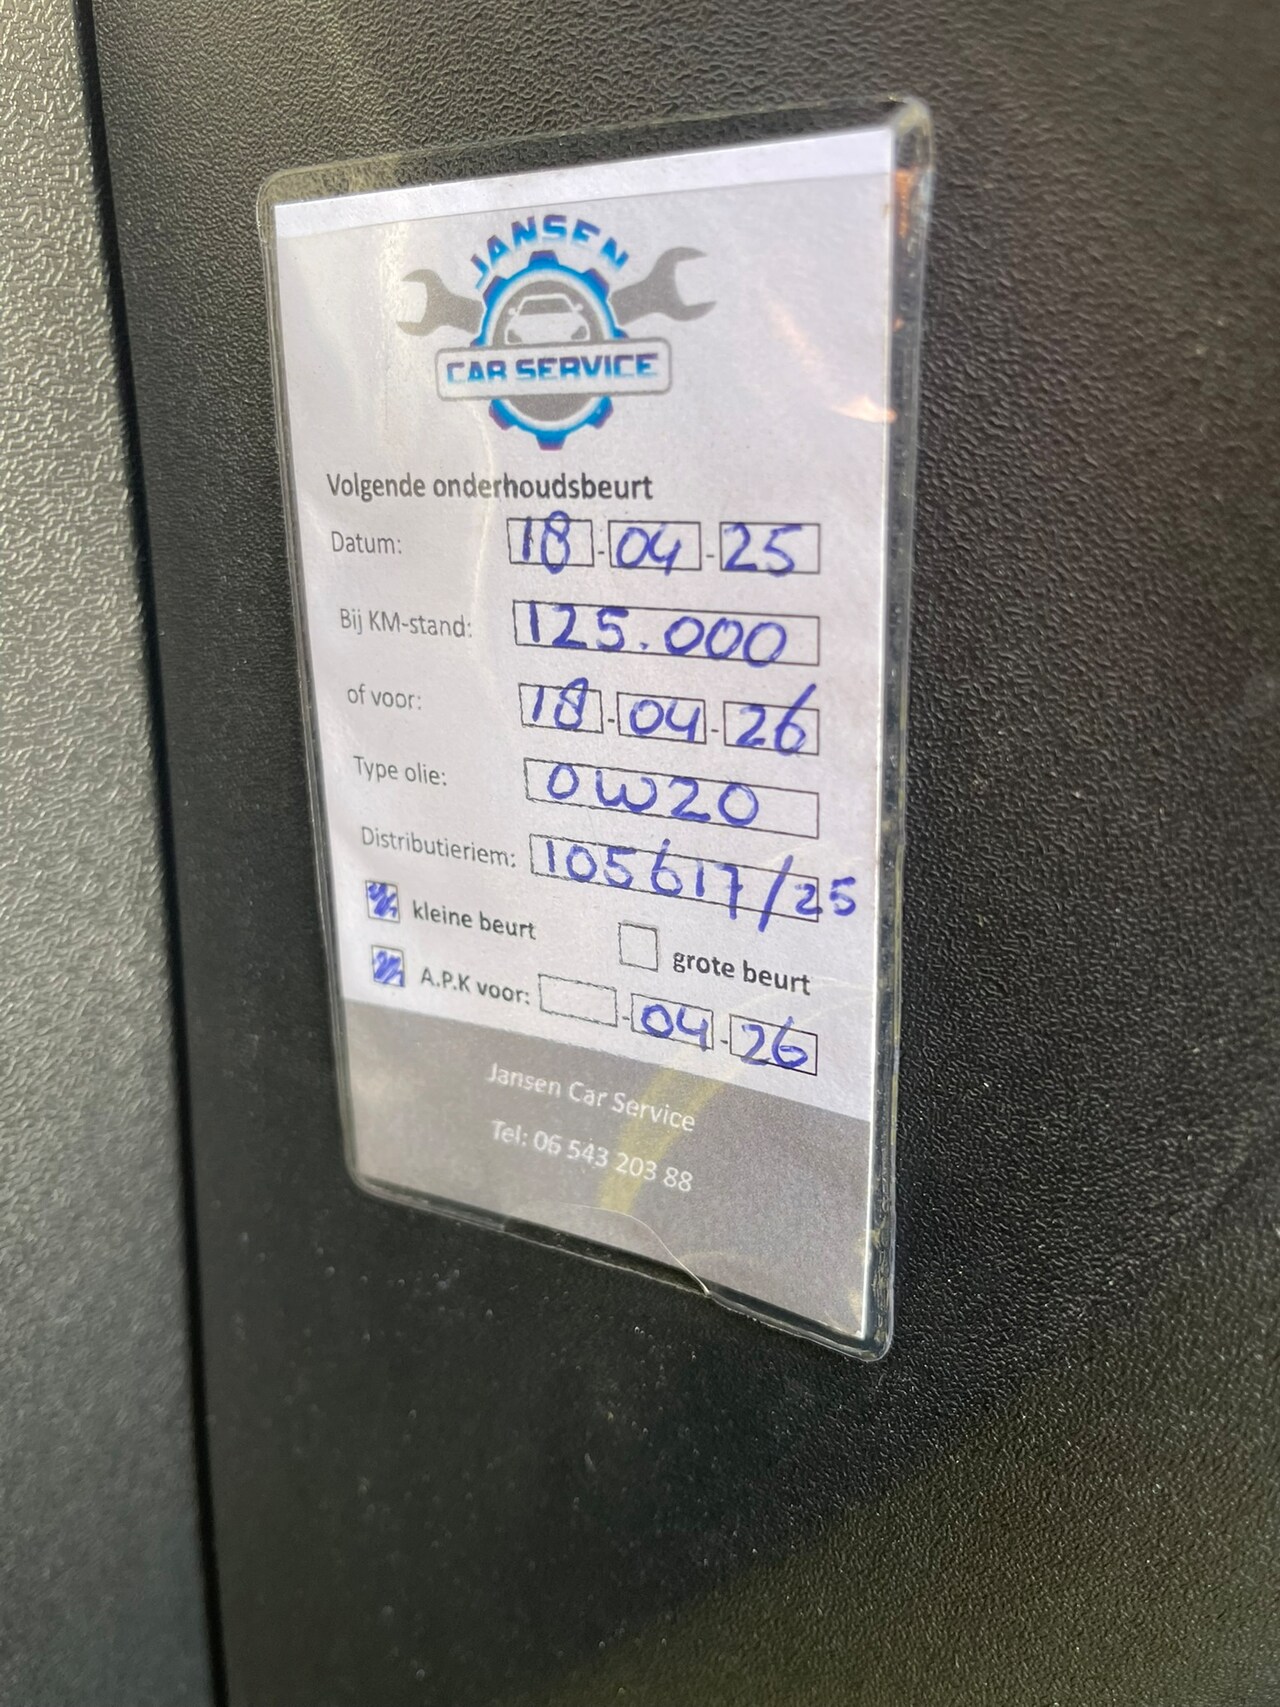 JANSEN
CAR SERVICE
Volgende onderhoudsbeurt
Datum: 18-04-25
Bij KM-stand: 125.000
of voor: 18-04-26
Type olie: 0W20
Distributieriem: 105617/25
kleine beurt grote beurt
A.P.K voor: -04-26
Jansen Car Service
Tel: 06 543 203 88